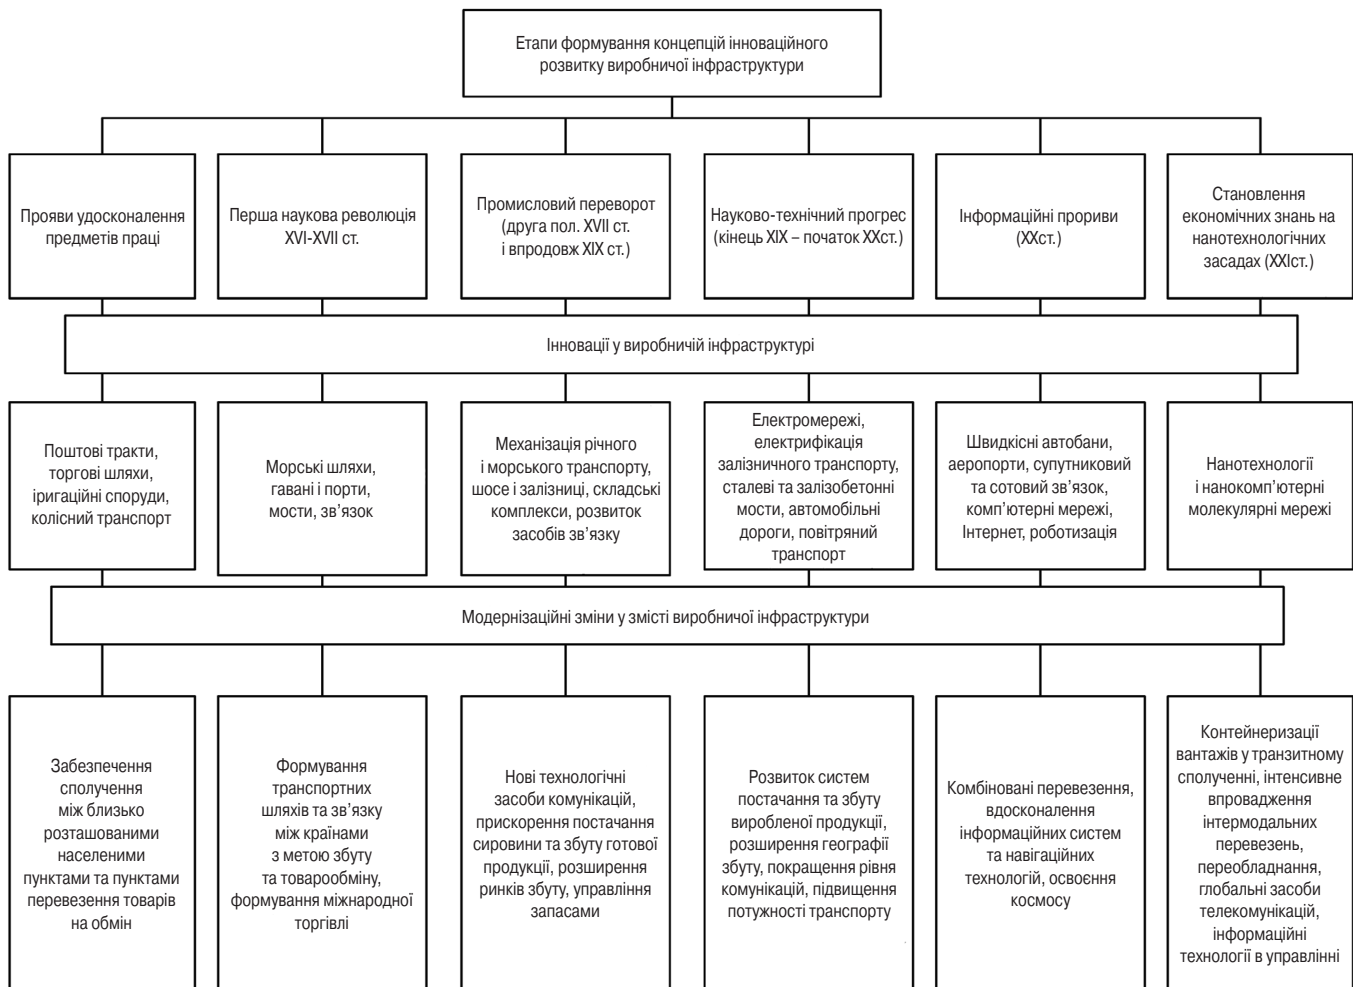 Етапи формування концепцій інноваційного
розвитку виробничої інфраструктури
Прояви удосконалення
предметів праці
Перша наукова революція
XVI-XVII ст.
Промисловий переворот
(друга пол. XVII ст.
і впродовж XIX ст.)
Науково-технічний прогрес
(кінець XIX – початок XXст.)
Інформаційні прориви
(XXст.)
Становлення
економічних знань на
нанотехнологічних
засадах (XXIст.)
Інновації у виробничій інфраструктурі
Поштові тракти,
торгові шляхи,
іригаційні споруди,
колісний транспорт
Морські шляхи,
гавані і порти,
мости, зв’язок
Механізація річного
і морського транспорту,
шосе і залізниці, складські
комплекси, розвиток
засобів зв’язку
Електромережі,
електрифікація
залізничного транспорту,
сталеві та залізобетонні
мости, автомобільні
дороги, повітряний
транспорт
Швидкісні автобани,
аеропорти, супутниковий
та сотовий зв’язок,
комп’ютерні мережі,
Інтернет, роботизація
Нанотехнології
і нанокомп’ютерні
молекулярні мережі
Модернізаційні зміни у змісті виробничої інфраструктури
Забезпечення
сполучення
між близько
розташованими
населеними
пунктами та пунктами
перевезення товарів
на обмін
Формування
транспортних
шляхів та зв’язку
між країнами
з метою збуту
та товарообміну,
формування міжнародної
торгівлі
Нові технологічні
засоби комунікацій,
прискорення постачання
сировини та збуту готової
продукції, розширення
ринків збуту, управління
запасами
Розвиток систем
постачання та збуту
виробленої продукції,
розширення географії
збуту, покращення рівня
комунікацій, підвищення
потужності транспорту
Комбіновані перевезення,
вдосконалення
інформаційних систем
та навігаційних
технологій, освоєння
космосу
Контейнеризації
вантажів у транзитному
сполученні, інтенсивне
впровадження
інтермодальних
перевезень,
переобладнання,
глобальні засоби
телекомунікацій,
інформаційні
технології в управлінні